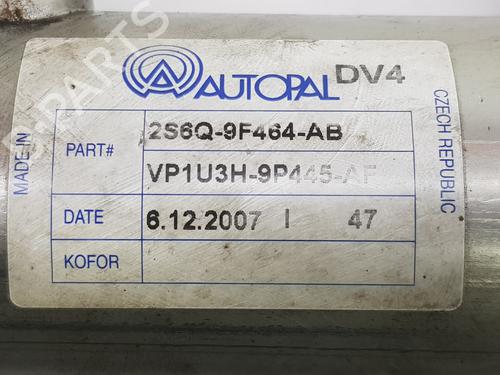 AUTOPAL DV4
MADE IN
CZECH REPUBLIC
PART# 2S6Q-9F464-AB
VP1U3H-9P445-AF
DATE 6.12.2007 I 47
KOFOR
B-PARTS